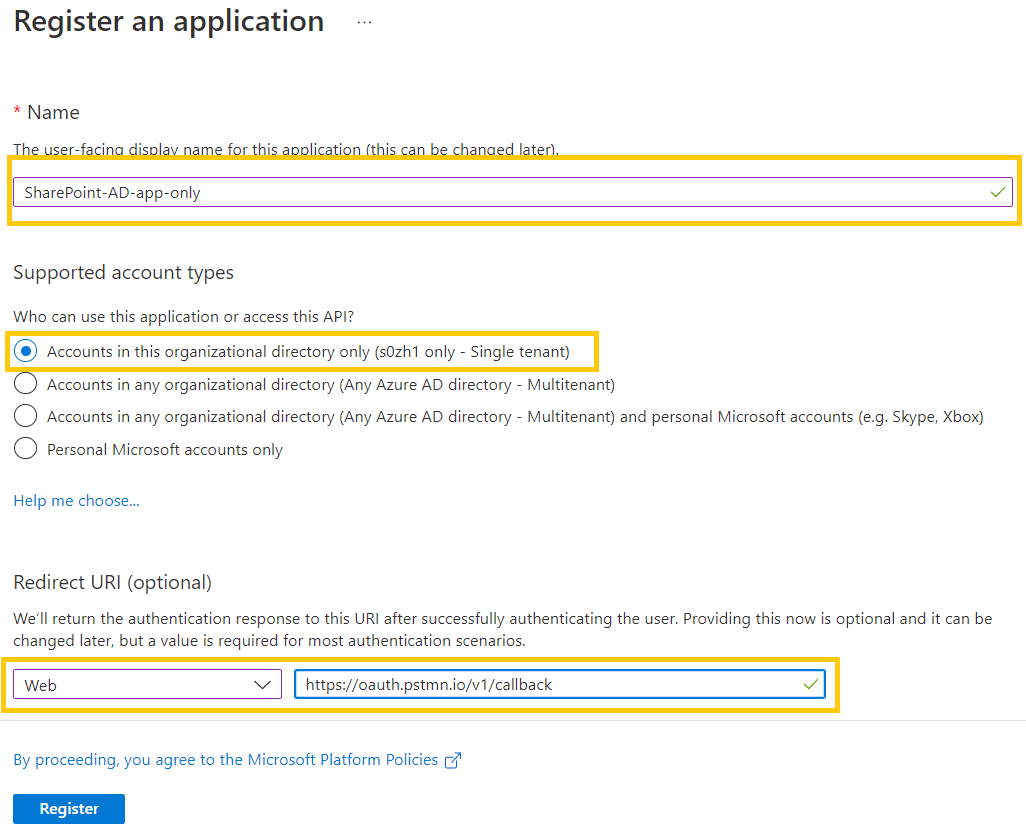 Register an application ...
* Name
The user-facing display name for this application (this can be changed later).
SharePoint-AD-app-only
Supported account types
Who can use this application or access this API?
Accounts in this organizational directory only (s0zh1 only - Single tenant)
Accounts in any organizational directory (Any Azure AD directory - Multitenant)
Accounts in any organizational directory (Any Azure AD directory - Multitenant) and personal Microsoft accounts (e.g. Skype, Xbox)
Personal Microsoft accounts only
Help me choose...
Redirect URI (optional)
We'll return the authentication response to this URI after successfully authenticating the user. Providing this now is optional and it can be
changed later, but a value is required for most authentication scenarios.
Web https://oauth.pstmn.io/v1/callback
By proceeding, you agree to the Microsoft Platform Policies
Register